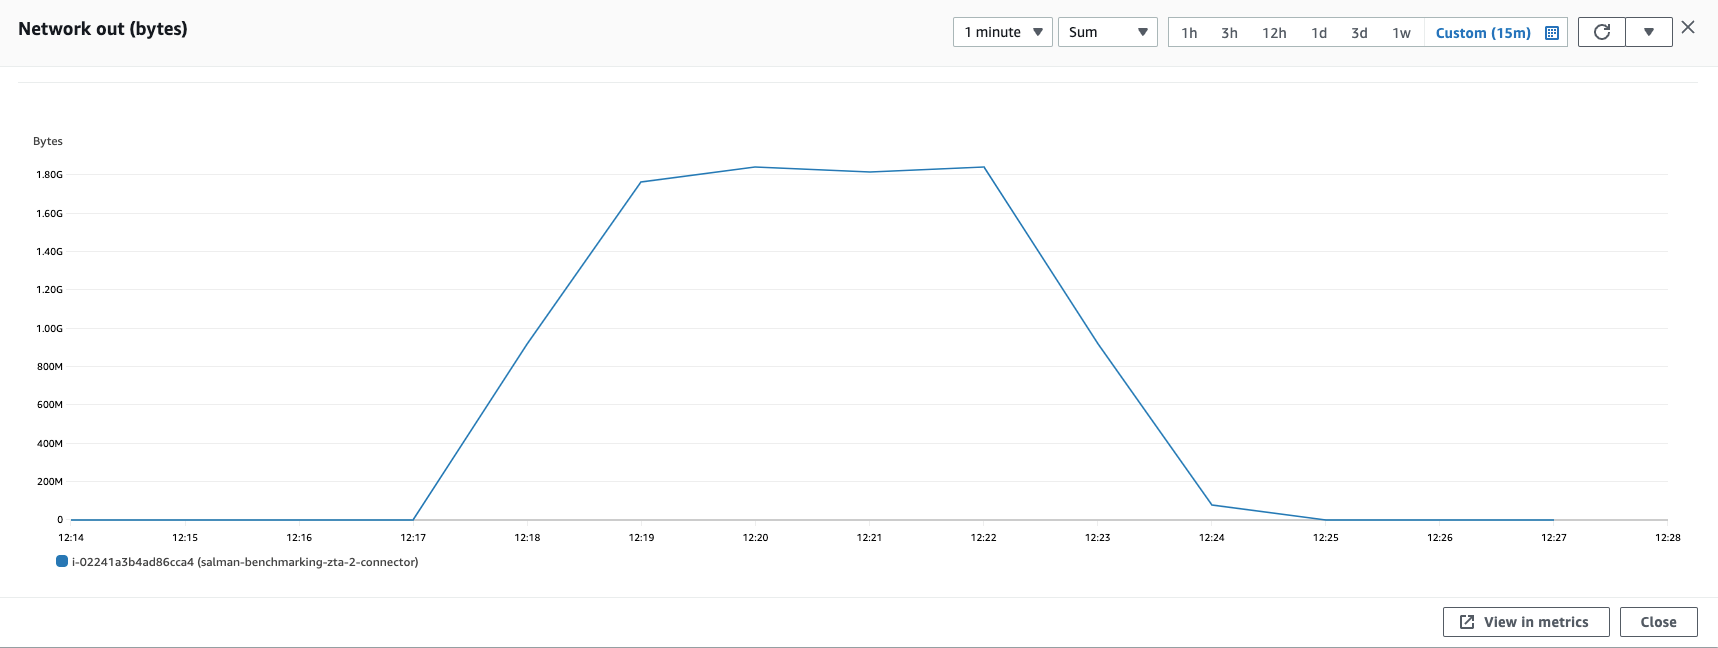 Network out (bytes)
1 minute Sum 1h 3h 12h 1d 3d 1w Custom (15m)
Bytes
1.80G
1.60G
1.40G
1.20G
1.00G
800M
600M
400M
200M
0
12:14 12:15 12:16 12:17 12:18 12:19 12:20 12:21 12:22 12:23 12:24 12:25 12:26 12:27 12:28
i-02241a3b4ad86cca4 (salman-benchmarking-zta-2-connector)
View in metrics Close